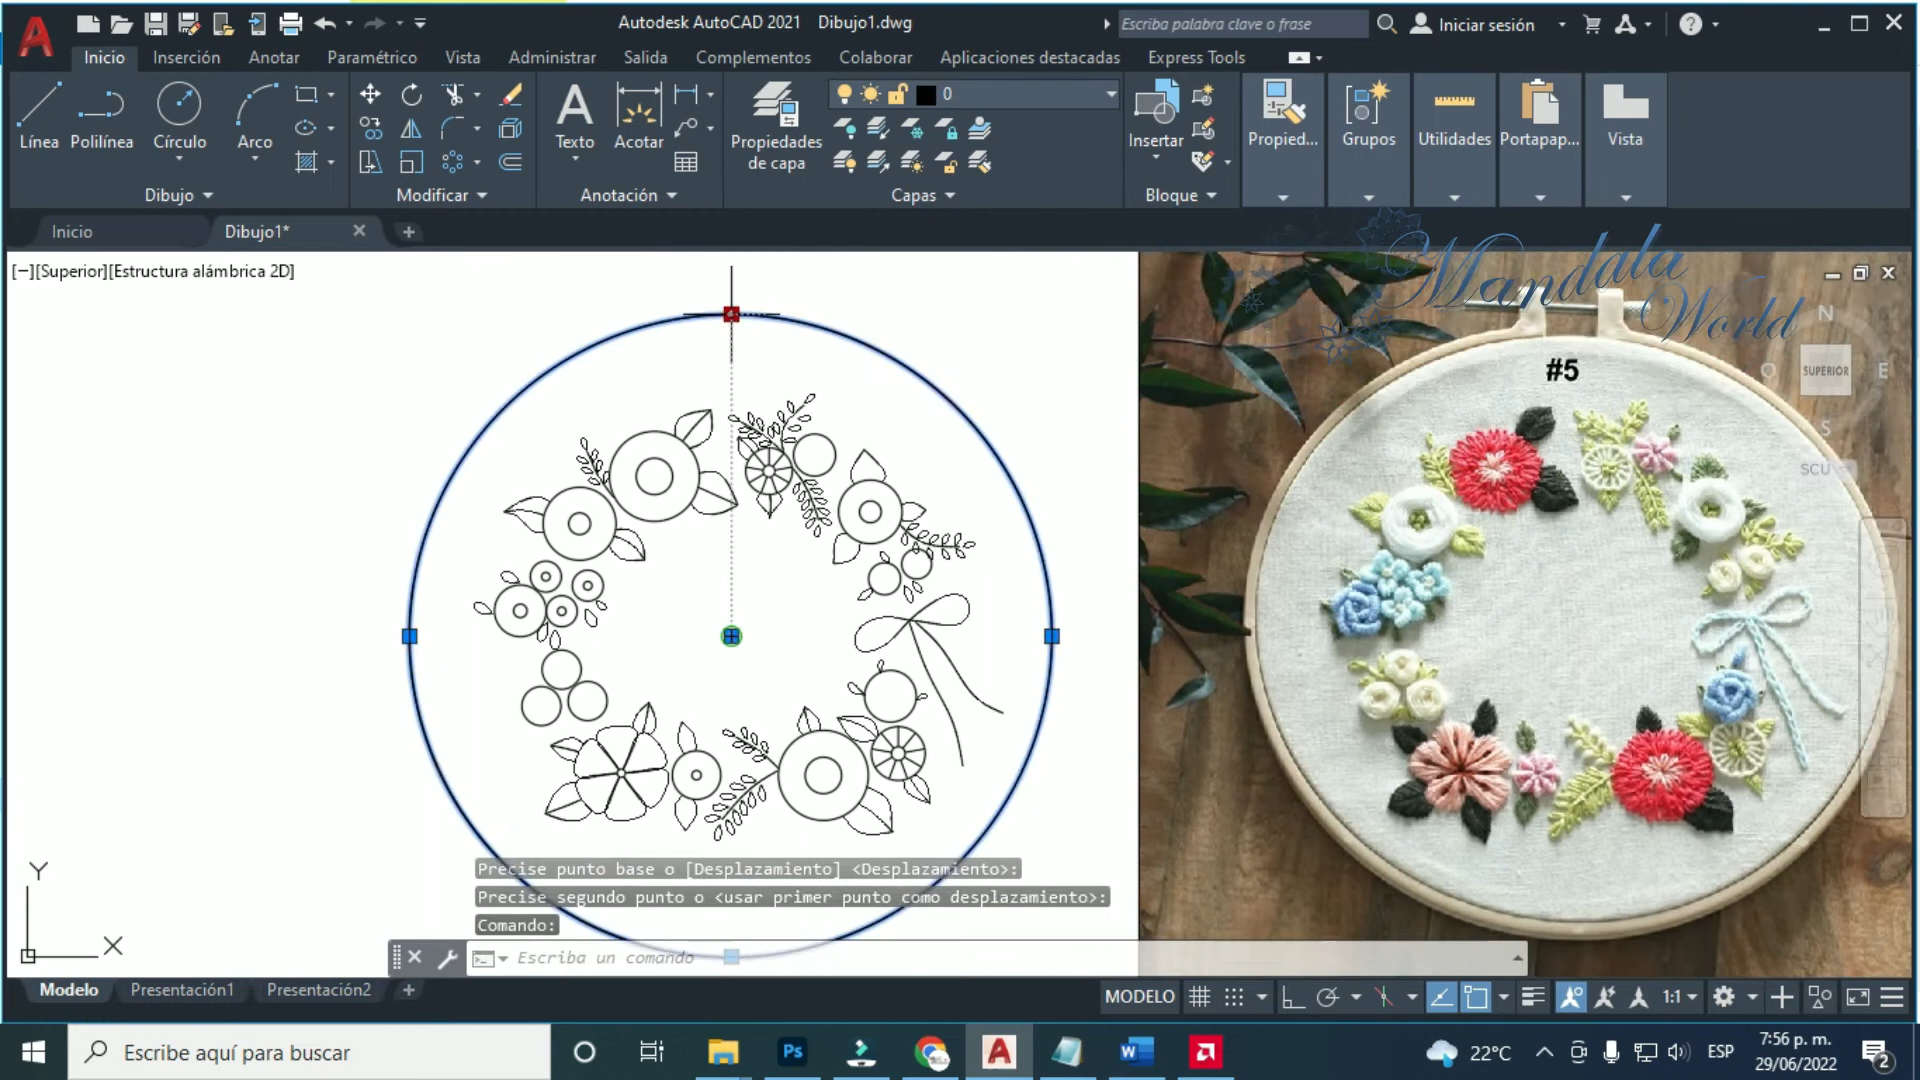 Autodesk AutoCAD 2021 Dibujo1.dwg
Escriba palabra clave o frase
Iniciar sesión
Inicio Inserción Anotar Paramétrico Vista Administrar Salida Complementos Colaborar Aplicaciones destacadas Express Tools
0
Línea Polilínea Círculo Arco
Texto Acotar
Propiedades de capa
Insertar
Propied... Grupos Utilidades Portapap... Vista
Dibujo Modificar Anotación Capas Bloque
Inicio Dibujo1*
[−][Superior][Estructura alámbrica 2D]
Mandala
World
N
#5
O SUPERIOR E
S
SCU
Precise punto base o [Desplazamiento] <Desplazamiento>:
Precise segundo punto o <usar primer punto como desplazamiento>:
Comando:
Y
X
Escriba un comando
Modelo Presentación1 Presentación2
MODELO
1:1
Escribe aquí para buscar
Ps
22°C
ESP
7:56 p. m.
29/06/2022
2